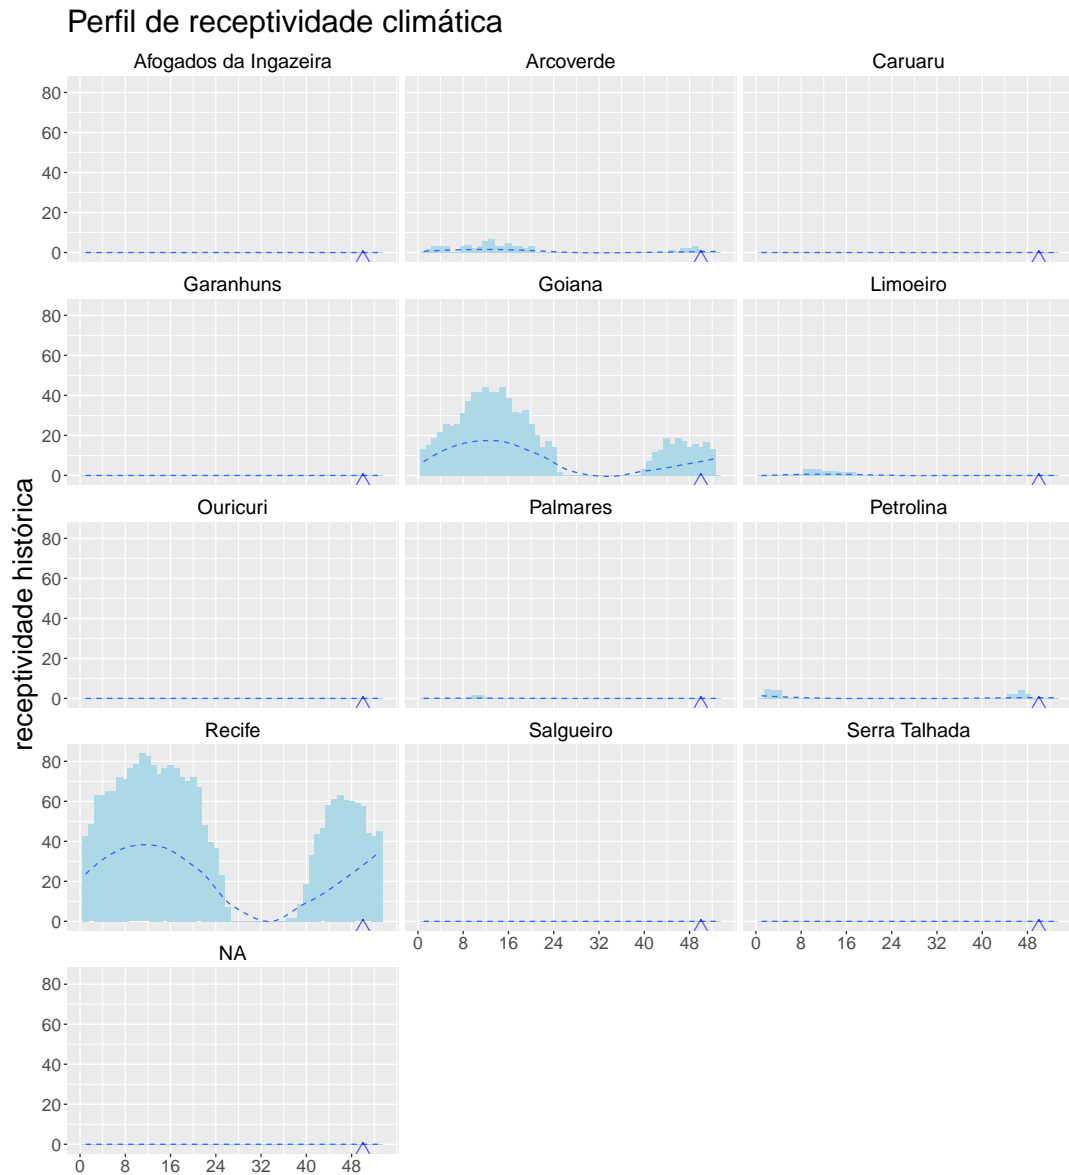 Perfil de receptividade climática
Afogados da Ingazeira Arcoverde Caruaru
80
60
40
20
0
Garanhuns Goiana Limoeiro
80
60
40
20
0
Ouricuri Palmares Petrolina
80
60
40
20
0
receptividade histórica
Recife Salgueiro Serra Talhada
80
60
40
20
0
0 8 16 24 32 40 48 0 8 16 24 32 40 48
NA
80
60
40
20
0
0 8 16 24 32 40 48